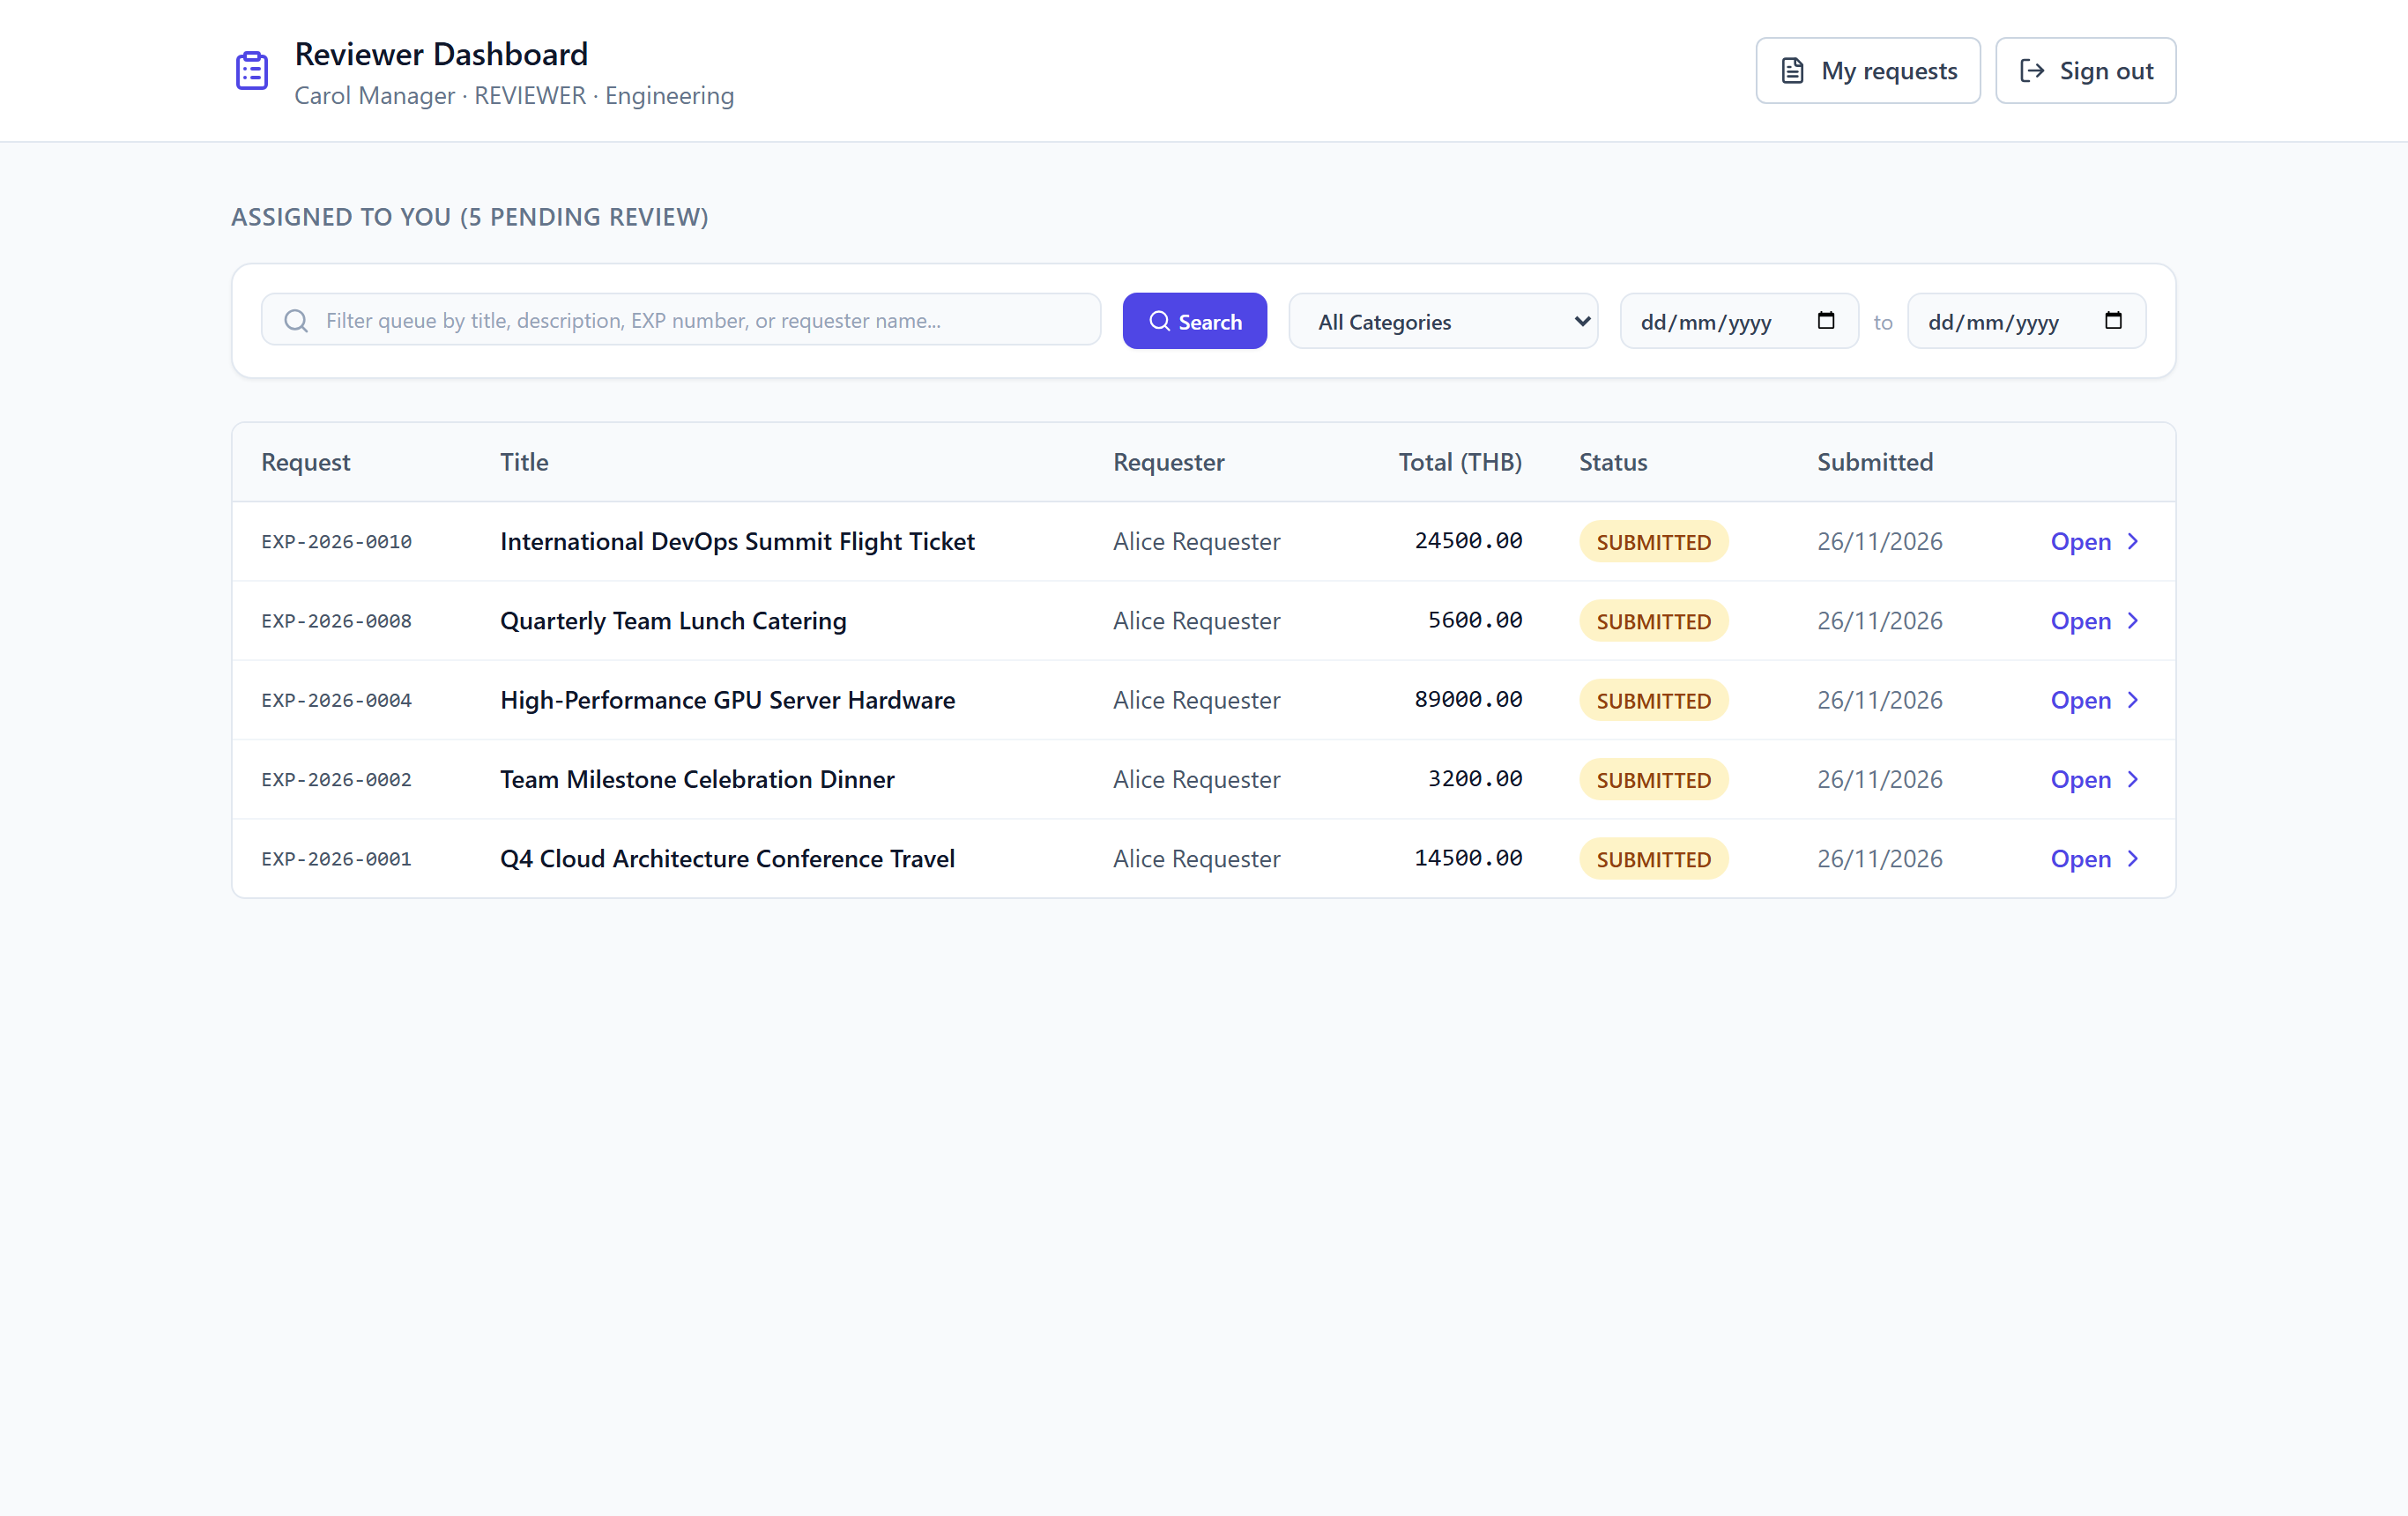 Reviewer Dashboard
Carol Manager · REVIEWER · Engineering
My requests
Sign out
ASSIGNED TO YOU (5 PENDING REVIEW)
Filter queue by title, description, EXP number, or requester name...
Search
All Categories
dd/mm/yyyy
to
dd/mm/yyyy
Request Title Requester Total (THB) Status Submitted
EXP-2026-0010 International DevOps Summit Flight Ticket Alice Requester 24500.00 SUBMITTED 26/11/2026 Open
EXP-2026-0008 Quarterly Team Lunch Catering Alice Requester 5600.00 SUBMITTED 26/11/2026 Open
EXP-2026-0004 High-Performance GPU Server Hardware Alice Requester 89000.00 SUBMITTED 26/11/2026 Open
EXP-2026-0002 Team Milestone Celebration Dinner Alice Requester 3200.00 SUBMITTED 26/11/2026 Open
EXP-2026-0001 Q4 Cloud Architecture Conference Travel Alice Requester 14500.00 SUBMITTED 26/11/2026 Open